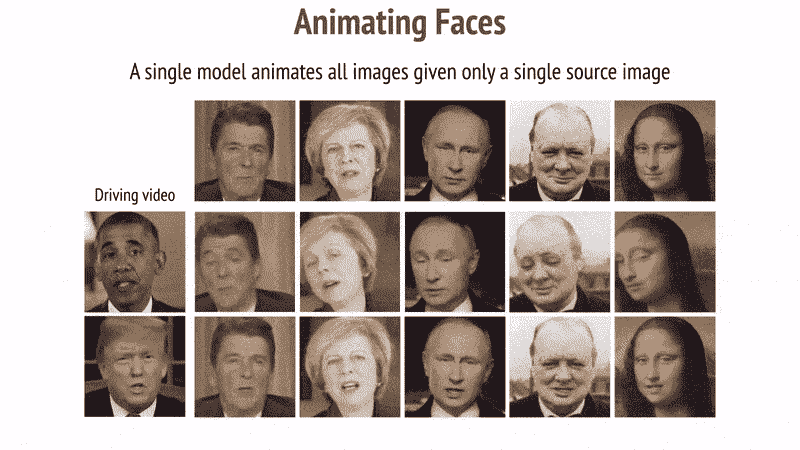 Animating Faces
A single model animates all images given only a single source image
Driving video